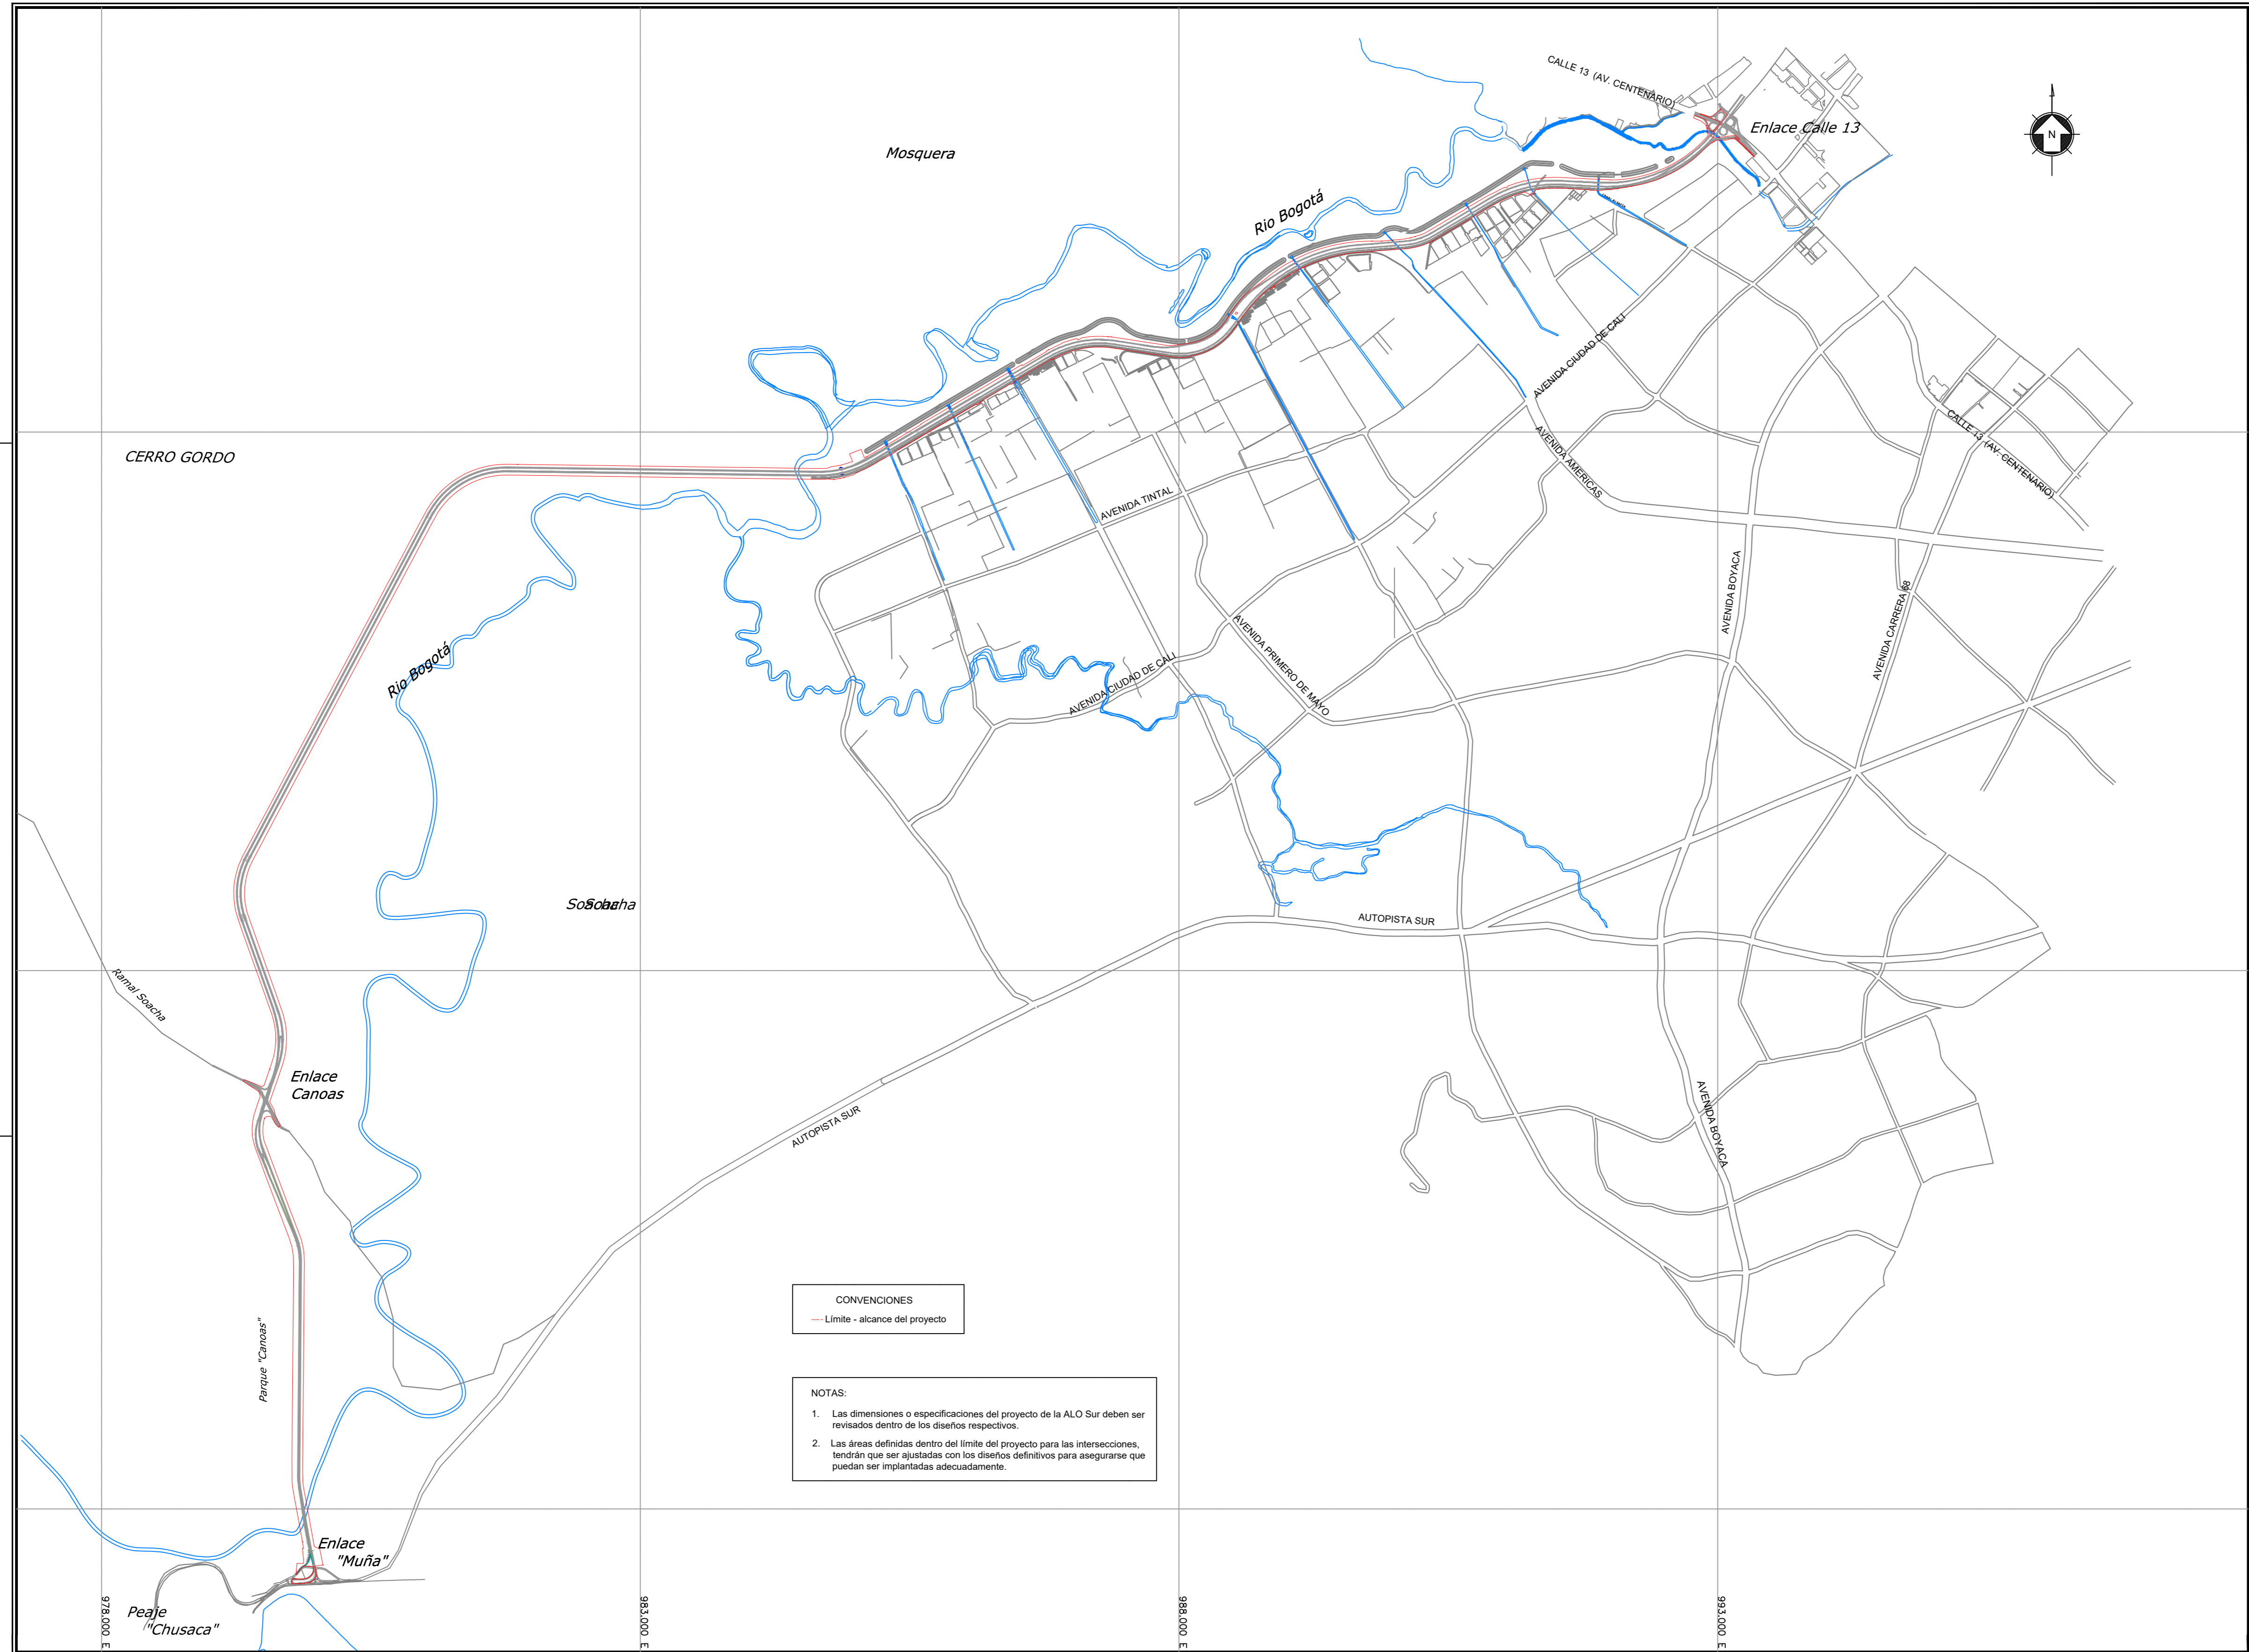 CALLE 13 (AV. CENTENARIO)
Enlace Calle 13
N
Mosquera
Rio Bogotá
AVENIDA CIUDAD DE CALI
CALLE 13 (AV. CENTENARIO)
CERRO GORDO
AVENIDA AMERICAS
AVENIDA TINTAL
AVENIDA BOYACA
AVENIDA CARRERA 68
Rio Bogotá
AVENIDA PRIMERO DE MAYO
AVENIDA CIUDAD DE CALI
Soacha
Soacha
AUTOPISTA SUR
Ramal Soacha
Enlace
Canoas
AUTOPISTA SUR
AVENIDA BOYACA
CONVENCIONES
Límite - alcance del proyecto
Parque "Canoas"
NOTAS:
1. Las dimensiones o especificaciones del proyecto de la ALO Sur deben ser
revisados dentro de los diseños respectivos.
2. Las áreas definidas dentro del límite del proyecto para las intersecciones,
tendrán que ser ajustadas con los diseños definitivos para asegurarse que
puedan ser implantadas adecuadamente.
Enlace
"Muña"
Peaje
"Chusaca"
978.000 E
983.000 E
988.000 E
993.000 E